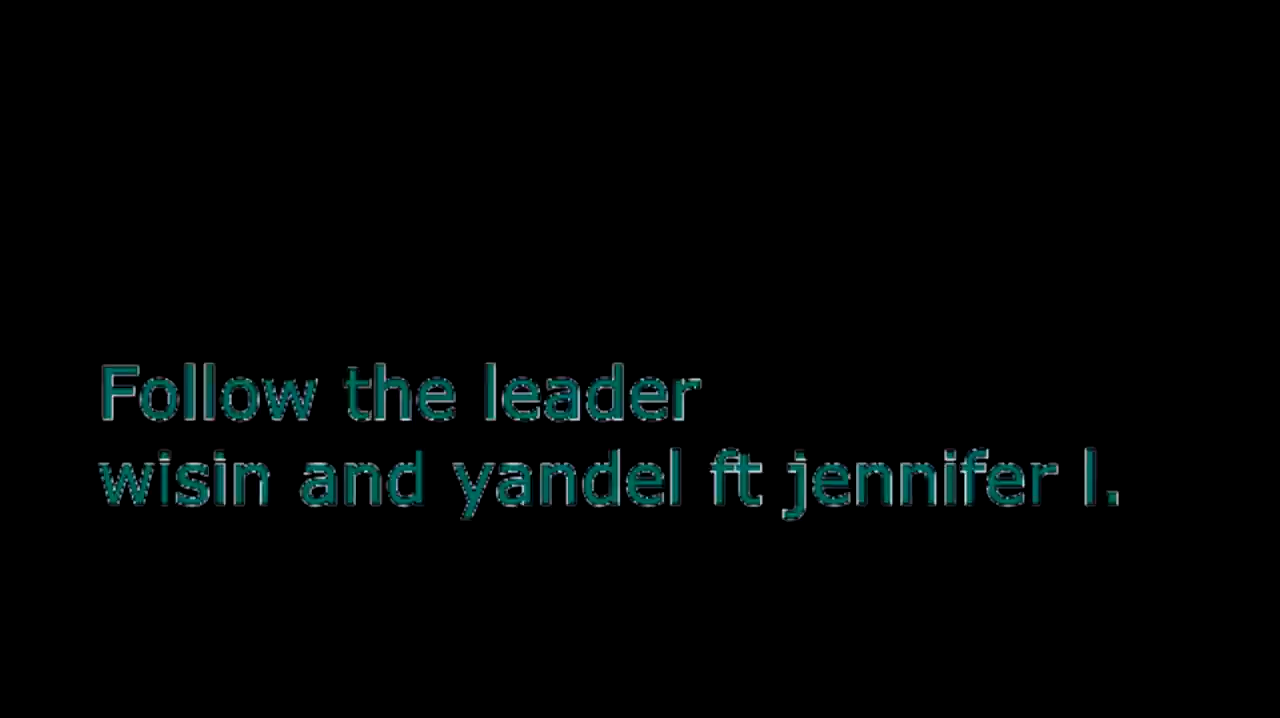 Follow the leader
wisin and yandel ft jennifer l.